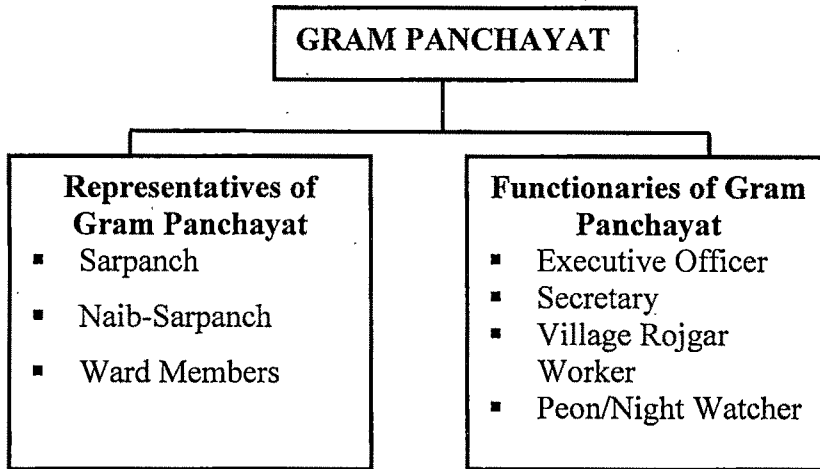 GRAM PANCHAYAT
Representatives of
Gram Panchayat
▪ Sarpanch
▪ Naib-Sarpanch
▪ Ward Members
Functionaries of Gram
Panchayat
▪ Executive Officer
▪ Secretary
▪ Village Rojgar
Worker
▪ Peon/Night Watcher